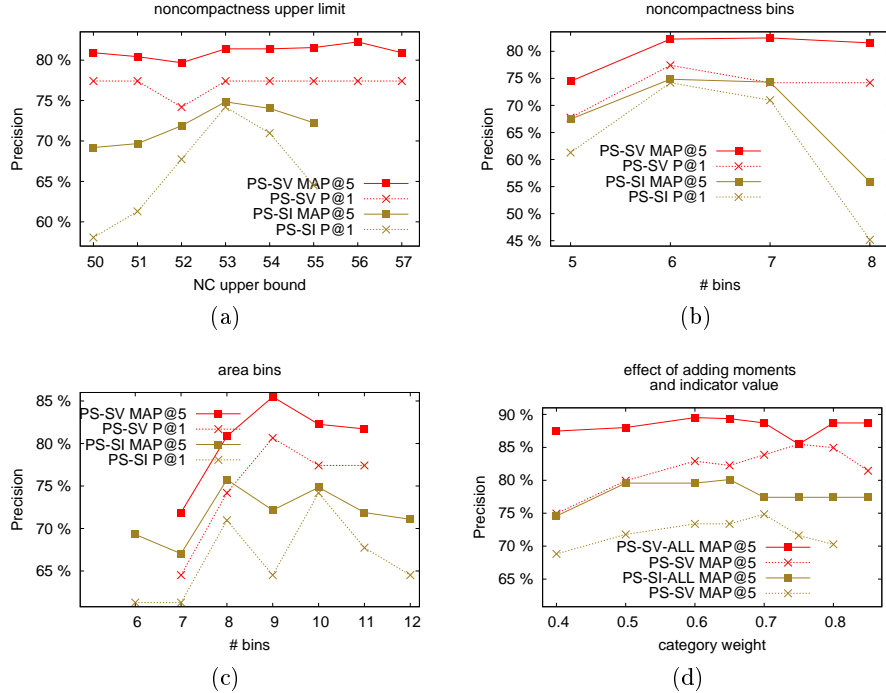 noncompactness upper limit
80 %
75 %
70 %
65 %
60 %
Precision
PS-SV MAP@5
PS-SV P@1
PS-SI MAP@5
PS-SI P@1
50 51 52 53 54 55 56 57
NC upper bound
(a)
noncompactness bins
80 %
75 %
70 %
65 %
60 %
55 %
50 %
45 %
Precision
PS-SV MAP@5
PS-SV P@1
PS-SI MAP@5
PS-SI P@1
5 6 7 8
# bins
(b)
area bins
85 %
80 %
75 %
70 %
65 %
Precision
PS-SV MAP@5
PS-SV P@1
PS-SI MAP@5
PS-SI P@1
6 7 8 9 10 11 12
# bins
(c)
effect of adding moments
and indicator value
90 %
85 %
80 %
75 %
70 %
65 %
Precision
PS-SV-ALL MAP@5
PS-SV MAP@5
PS-SI-ALL MAP@5
PS-SV MAP@5
0.4 0.5 0.6 0.7 0.8
category weight
(d)